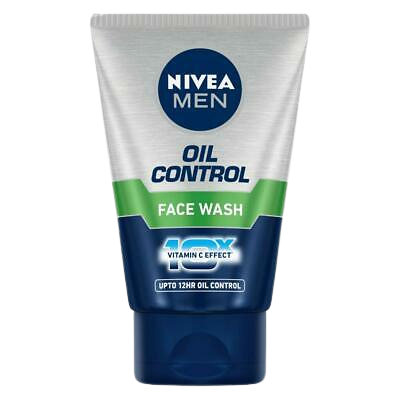 NIVEA
MEN
OIL
CONTROL
FACE WASH
10X
VITAMIN C EFFECT*
UPTO 12HR OIL CONTROL